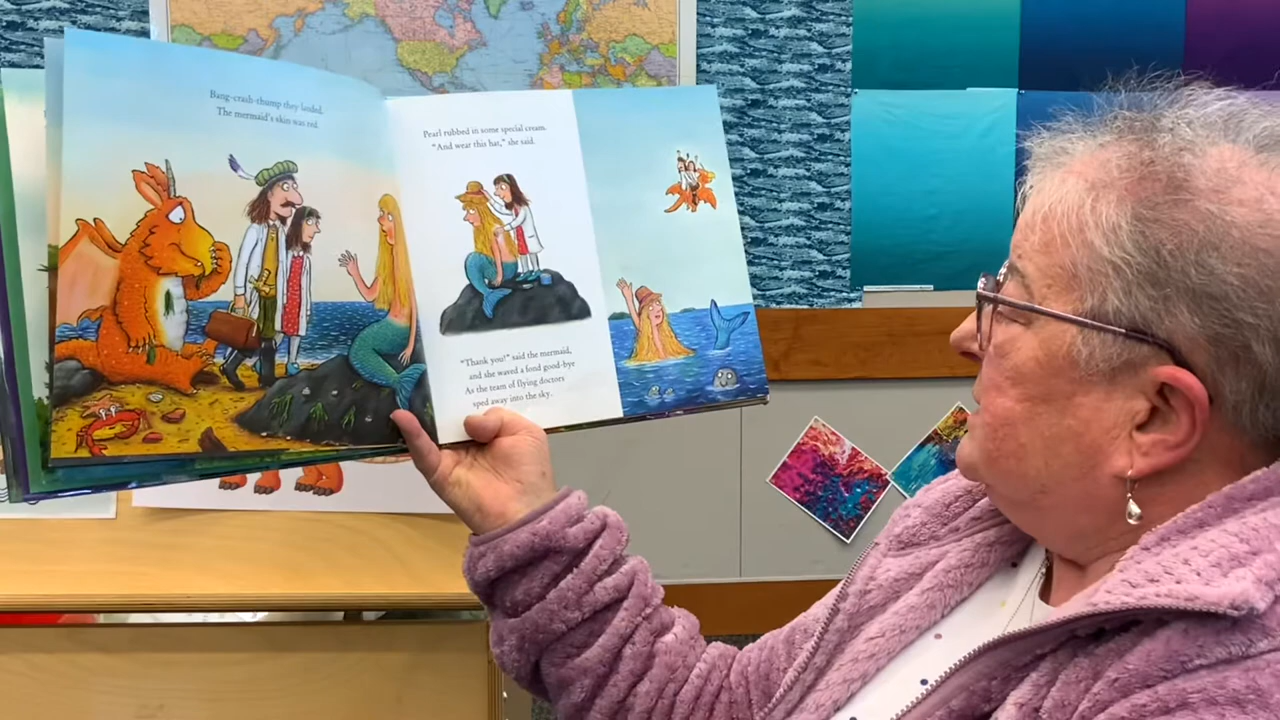 Bang-crash-thump they landed.
The mermaid's skin was red.
Pearl rubbed in some special cream.
"And wear this hat," she said.
"Thank you!" said the mermaid,
and she waved a fond good-bye
As the team of flying doctors
sped away into the sky.